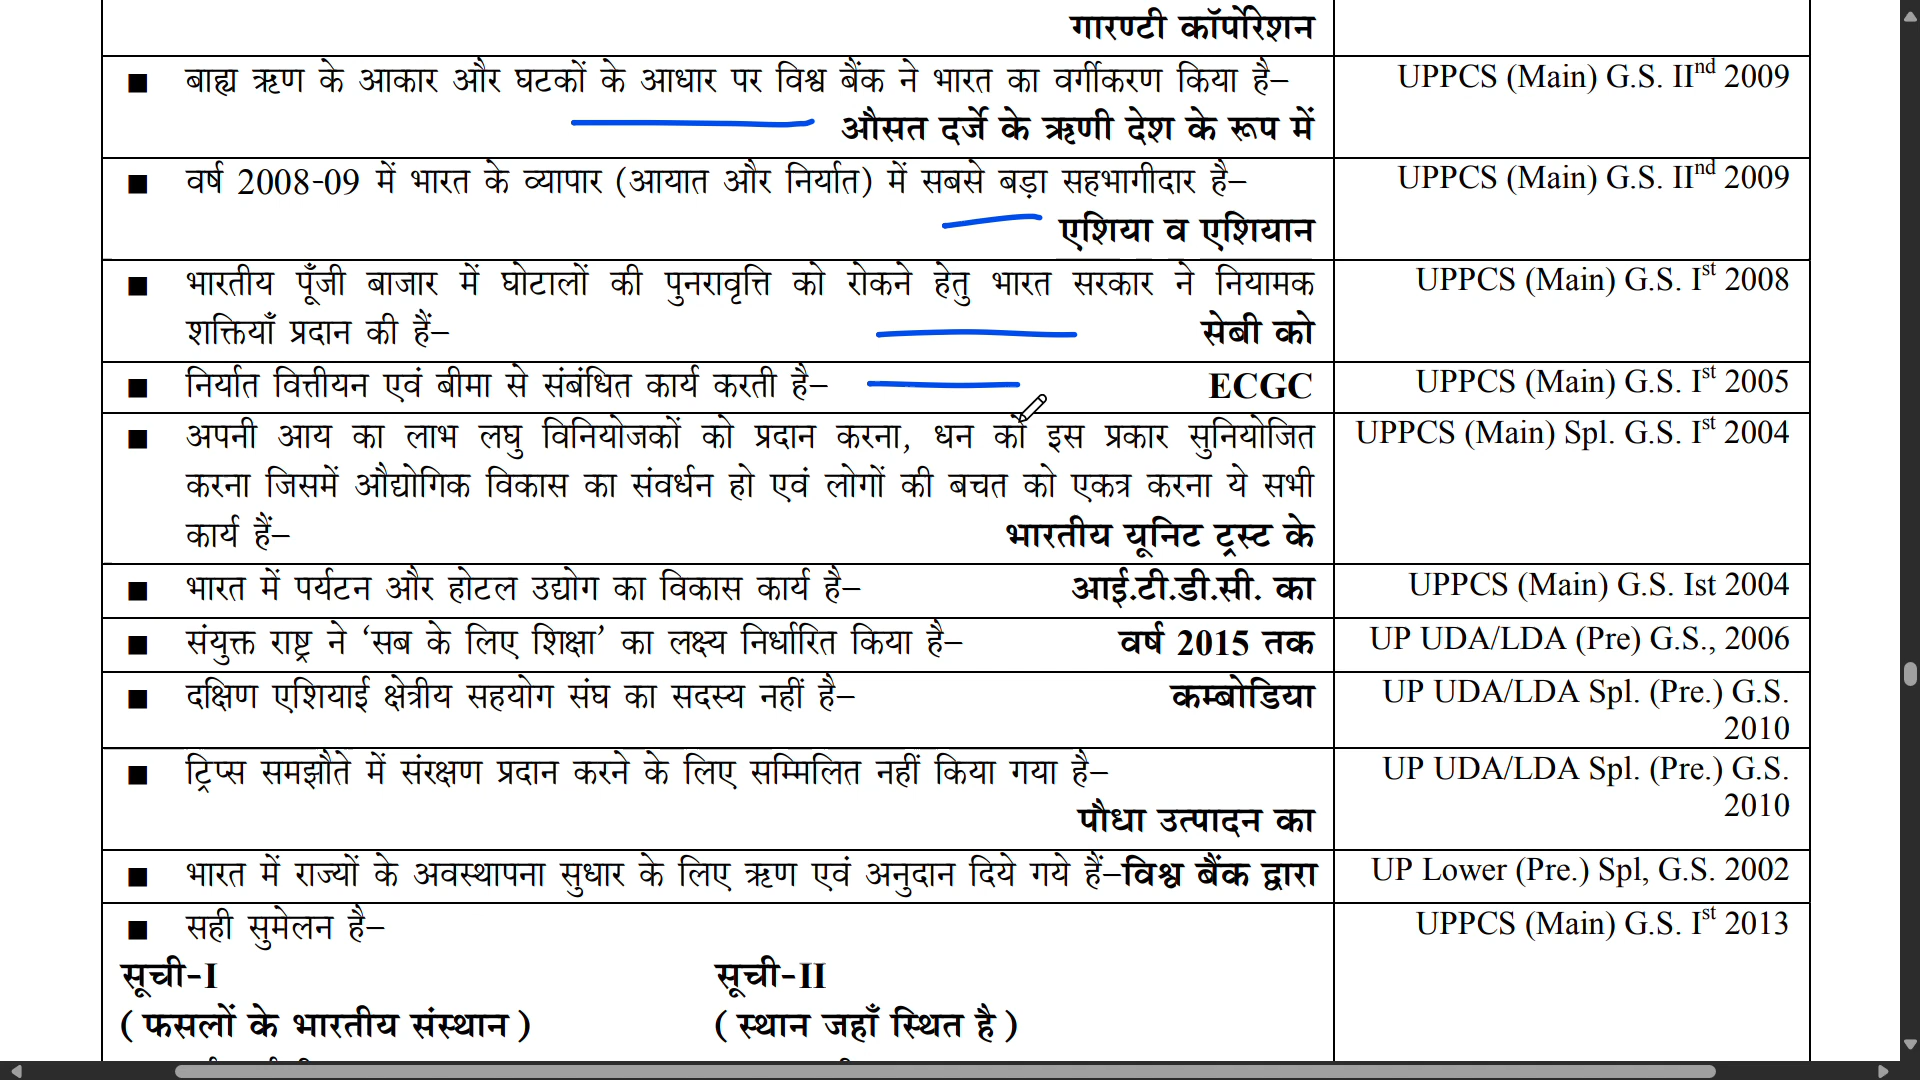 गारण्टी कॉर्पोरेशन
■ बाह्य ऋण के आकार और घटकों के आधार पर विश्व बैंक ने भारत का वर्गीकरण किया है– UPPCS (Main) G.S. IInd 2009
औसत दर्जे के ऋणी देश के रूप में
■ वर्ष 2008-09 में भारत के व्यापार (आयात और निर्यात) में सबसे बड़ा सहभागीदार है– UPPCS (Main) G.S. IInd 2009
एशिया व एशियान
■ भारतीय पूँजी बाजार में घोटालों की पुनरावृत्ति को रोकने हेतु भारत सरकार ने नियामक UPPCS (Main) G.S. Ist 2008
शक्तियाँ प्रदान की हैं– सेबी को
■ निर्यात वित्तीयन एवं बीमा से संबंधित कार्य करती है– ECGC UPPCS (Main) G.S. Ist 2005
■ अपनी आय का लाभ लघु विनियोजकों को प्रदान करना, धन को इस प्रकार सुनियोजित UPPCS (Main) Spl. G.S. Ist 2004
करना जिसमें औद्योगिक विकास का संवर्धन हो एवं लोगों की बचत को एकत्र करना ये सभी
कार्य हैं– भारतीय यूनिट ट्रस्ट के
■ भारत में पर्यटन और होटल उद्योग का विकास कार्य है– आई.टी.डी.सी. का UPPCS (Main) G.S. Ist 2004
■ संयुक्त राष्ट्र ने ‘सब के लिए शिक्षा’ का लक्ष्य निर्धारित किया है– वर्ष 2015 तक UP UDA/LDA (Pre) G.S., 2006
■ दक्षिण एशियाई क्षेत्रीय सहयोग संघ का सदस्य नहीं है– कम्बोडिया UP UDA/LDA Spl. (Pre.) G.S.
2010
■ ट्रिप्स समझौते में संरक्षण प्रदान करने के लिए सम्मिलित नहीं किया गया है– UP UDA/LDA Spl. (Pre.) G.S.
2010
पौधा उत्पादन का
■ भारत में राज्यों के अवस्थापना सुधार के लिए ऋण एवं अनुदान दिये गये हैं–विश्व बैंक द्वारा UP Lower (Pre.) Spl, G.S. 2002
■ सही सुमेलन है– UPPCS (Main) G.S. Ist 2013
सूची-I सूची-II
( फसलों के भारतीय संस्थान ) ( स्थान जहाँ स्थित है )